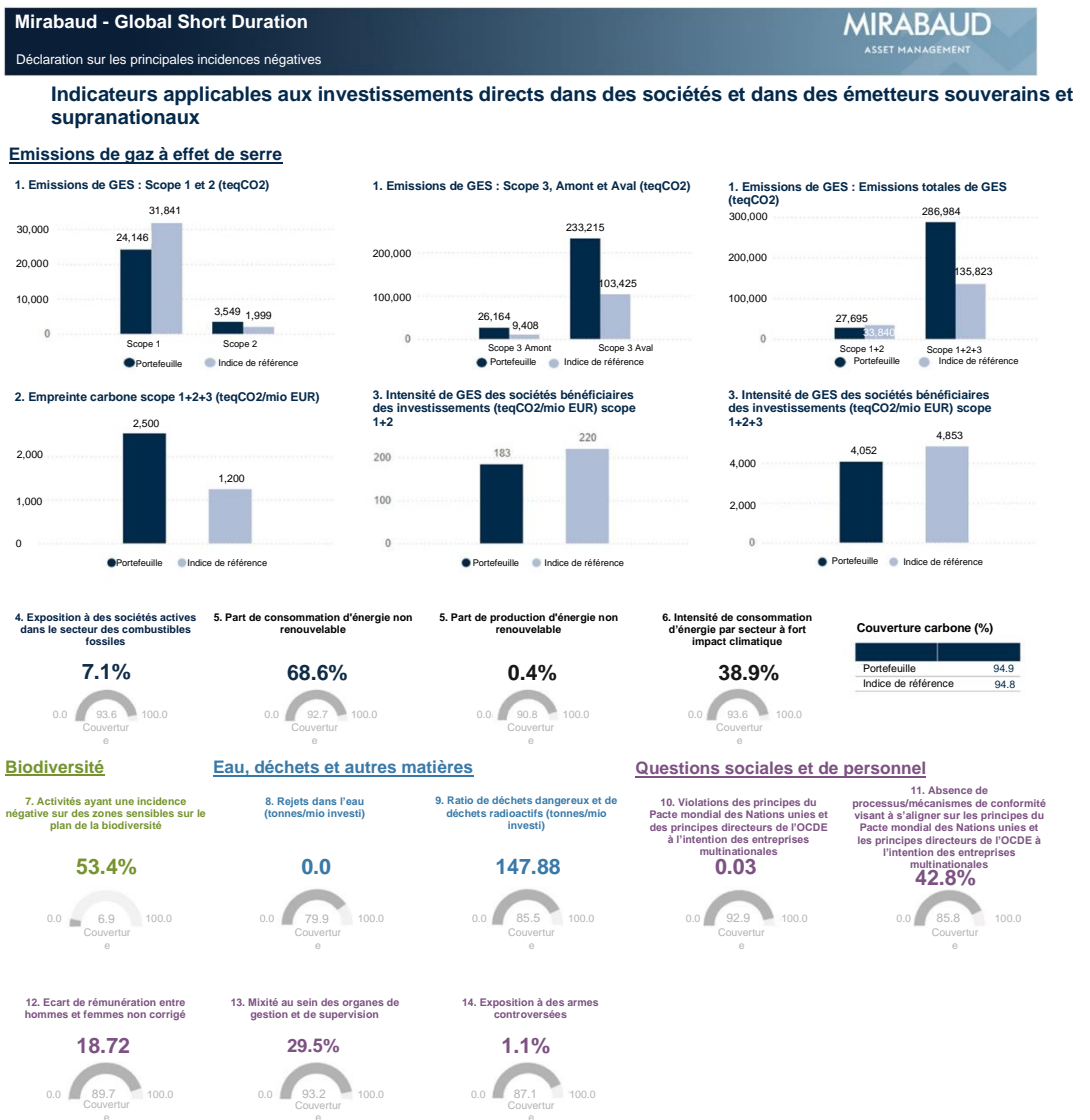 Mirabaud - Global Short Duration
MIRABAUD
ASSET MANAGEMENT
Déclaration sur les principales incidences négatives
Indicateurs applicables aux investissements directs dans des sociétés et dans des émetteurs souverains et
supranationaux
Emissions de gaz à effet de serre
1. Emissions de GES : Scope 1 et 2 (teqCO2)
31,841
30,000
24,146
20,000
10,000
3,549
1,999
0
Scope 1
Scope 2
Portefeuille
Indice de référence
1. Emissions de GES : Scope 3, Amont et Aval (teqCO2)
233,215
200,000
103,425
100,000
26,164
9,408
0
Scope 3 Amont
Scope 3 Aval
Portefeuille
Indice de référence
1. Emissions de GES : Emissions totales de GES
(teqCO2)
300,000
286,984
200,000
135,823
100,000
27,695
33,840
0
Scope 1+2
Scope 1+2+3
Portefeuille
Indice de référence
2. Empreinte carbone scope 1+2+3 (teqCO2/mio EUR)
2,500
2,000
1,200
1,000
0
Portefeuille
Indice de référence
3. Intensité de GES des sociétés bénéficiaires
des investissements (teqCO2/mio EUR) scope
1+2
220
200
183
100
0
Portefeuille
Indice de référence
3. Intensité de GES des sociétés bénéficiaires
des investissements (teqCO2/mio EUR) scope
1+2+3
4,853
4,052
4,000
2,000
0
Portefeuille
Indice de référence
4. Exposition à des sociétés actives
dans le secteur des combustibles
fossiles
7.1%
0.0
93.6
100.0
Couvertur
e
5. Part de consommation d'énergie non
renouvelable
68.6%
0.0
92.7
100.0
Couvertur
e
5. Part de production d'énergie non
renouvelable
0.4%
0.0
90.8
100.0
Couvertur
e
6. Intensité de consommation
d'énergie par secteur à fort
impact climatique
38.9%
0.0
93.6
100.0
Couvertur
e
Couverture carbone (%)
Portefeuille 94.9
Indice de référence 94.8
Biodiversité
7. Activités ayant une incidence
négative sur des zones sensibles sur le
plan de la biodiversité
53.4%
0.0
6.9
100.0
Couvertur
e
Eau, déchets et autres matières
8. Rejets dans l'eau
(tonnes/mio investi)
0.0
0.0
79.9
100.0
Couvertur
e
9. Ratio de déchets dangereux et de
déchets radioactifs (tonnes/mio
investi)
147.88
0.0
85.5
100.0
Couvertur
e
Questions sociales et de personnel
10. Violations des principes du
Pacte mondial des Nations unies et
des principes directeurs de l'OCDE
à l'intention des entreprises
multinationales
0.03
0.0
92.9
100.0
Couvertur
e
11. Absence de
processus/mécanismes de conformité
visant à s'aligner sur les principes du
Pacte mondial des Nations unies et
les principes directeurs de l'OCDE à
l'intention des entreprises
multinationales
42.8%
0.0
85.8
100.0
Couvertur
e
12. Ecart de rémunération entre
hommes et femmes non corrigé
18.72
0.0
89.7
100.0
Couvertur
e
13. Mixité au sein des organes de
gestion et de supervision
29.5%
0.0
93.2
100.0
Couvertur
e
14. Exposition à des armes
controversées
1.1%
0.0
87.1
100.0
Couvertur
e